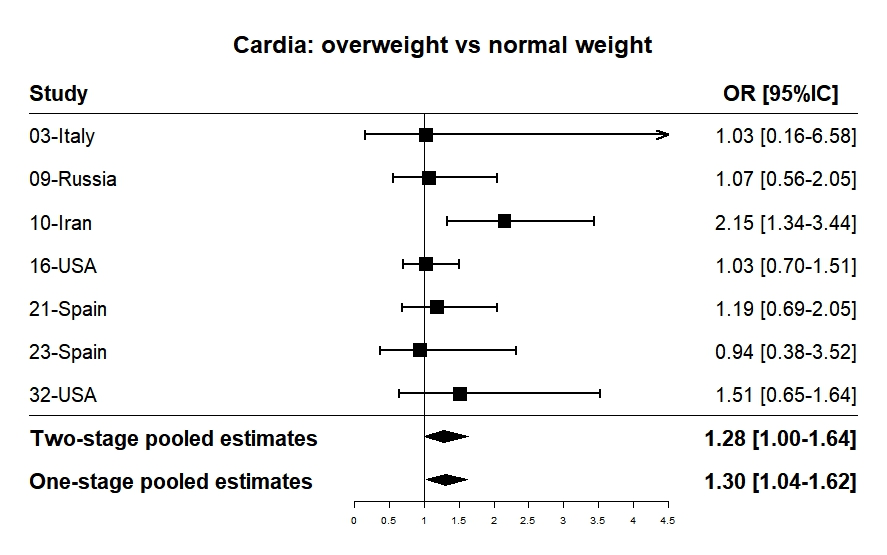 Cardia: overweight vs normal weight
Study OR [95%IC]
03-Italy 1.03 [0.16-6.58]
09-Russia 1.07 [0.56-2.05]
10-Iran 2.15 [1.34-3.44]
16-USA 1.03 [0.70-1.51]
21-Spain 1.19 [0.69-2.05]
23-Spain 0.94 [0.38-3.52]
32-USA 1.51 [0.65-1.64]
Two-stage pooled estimates 1.28 [1.00-1.64]
One-stage pooled estimates 1.30 [1.04-1.62]
0 0.5 1 1.5 2 2.5 3 3.5 4 4.5